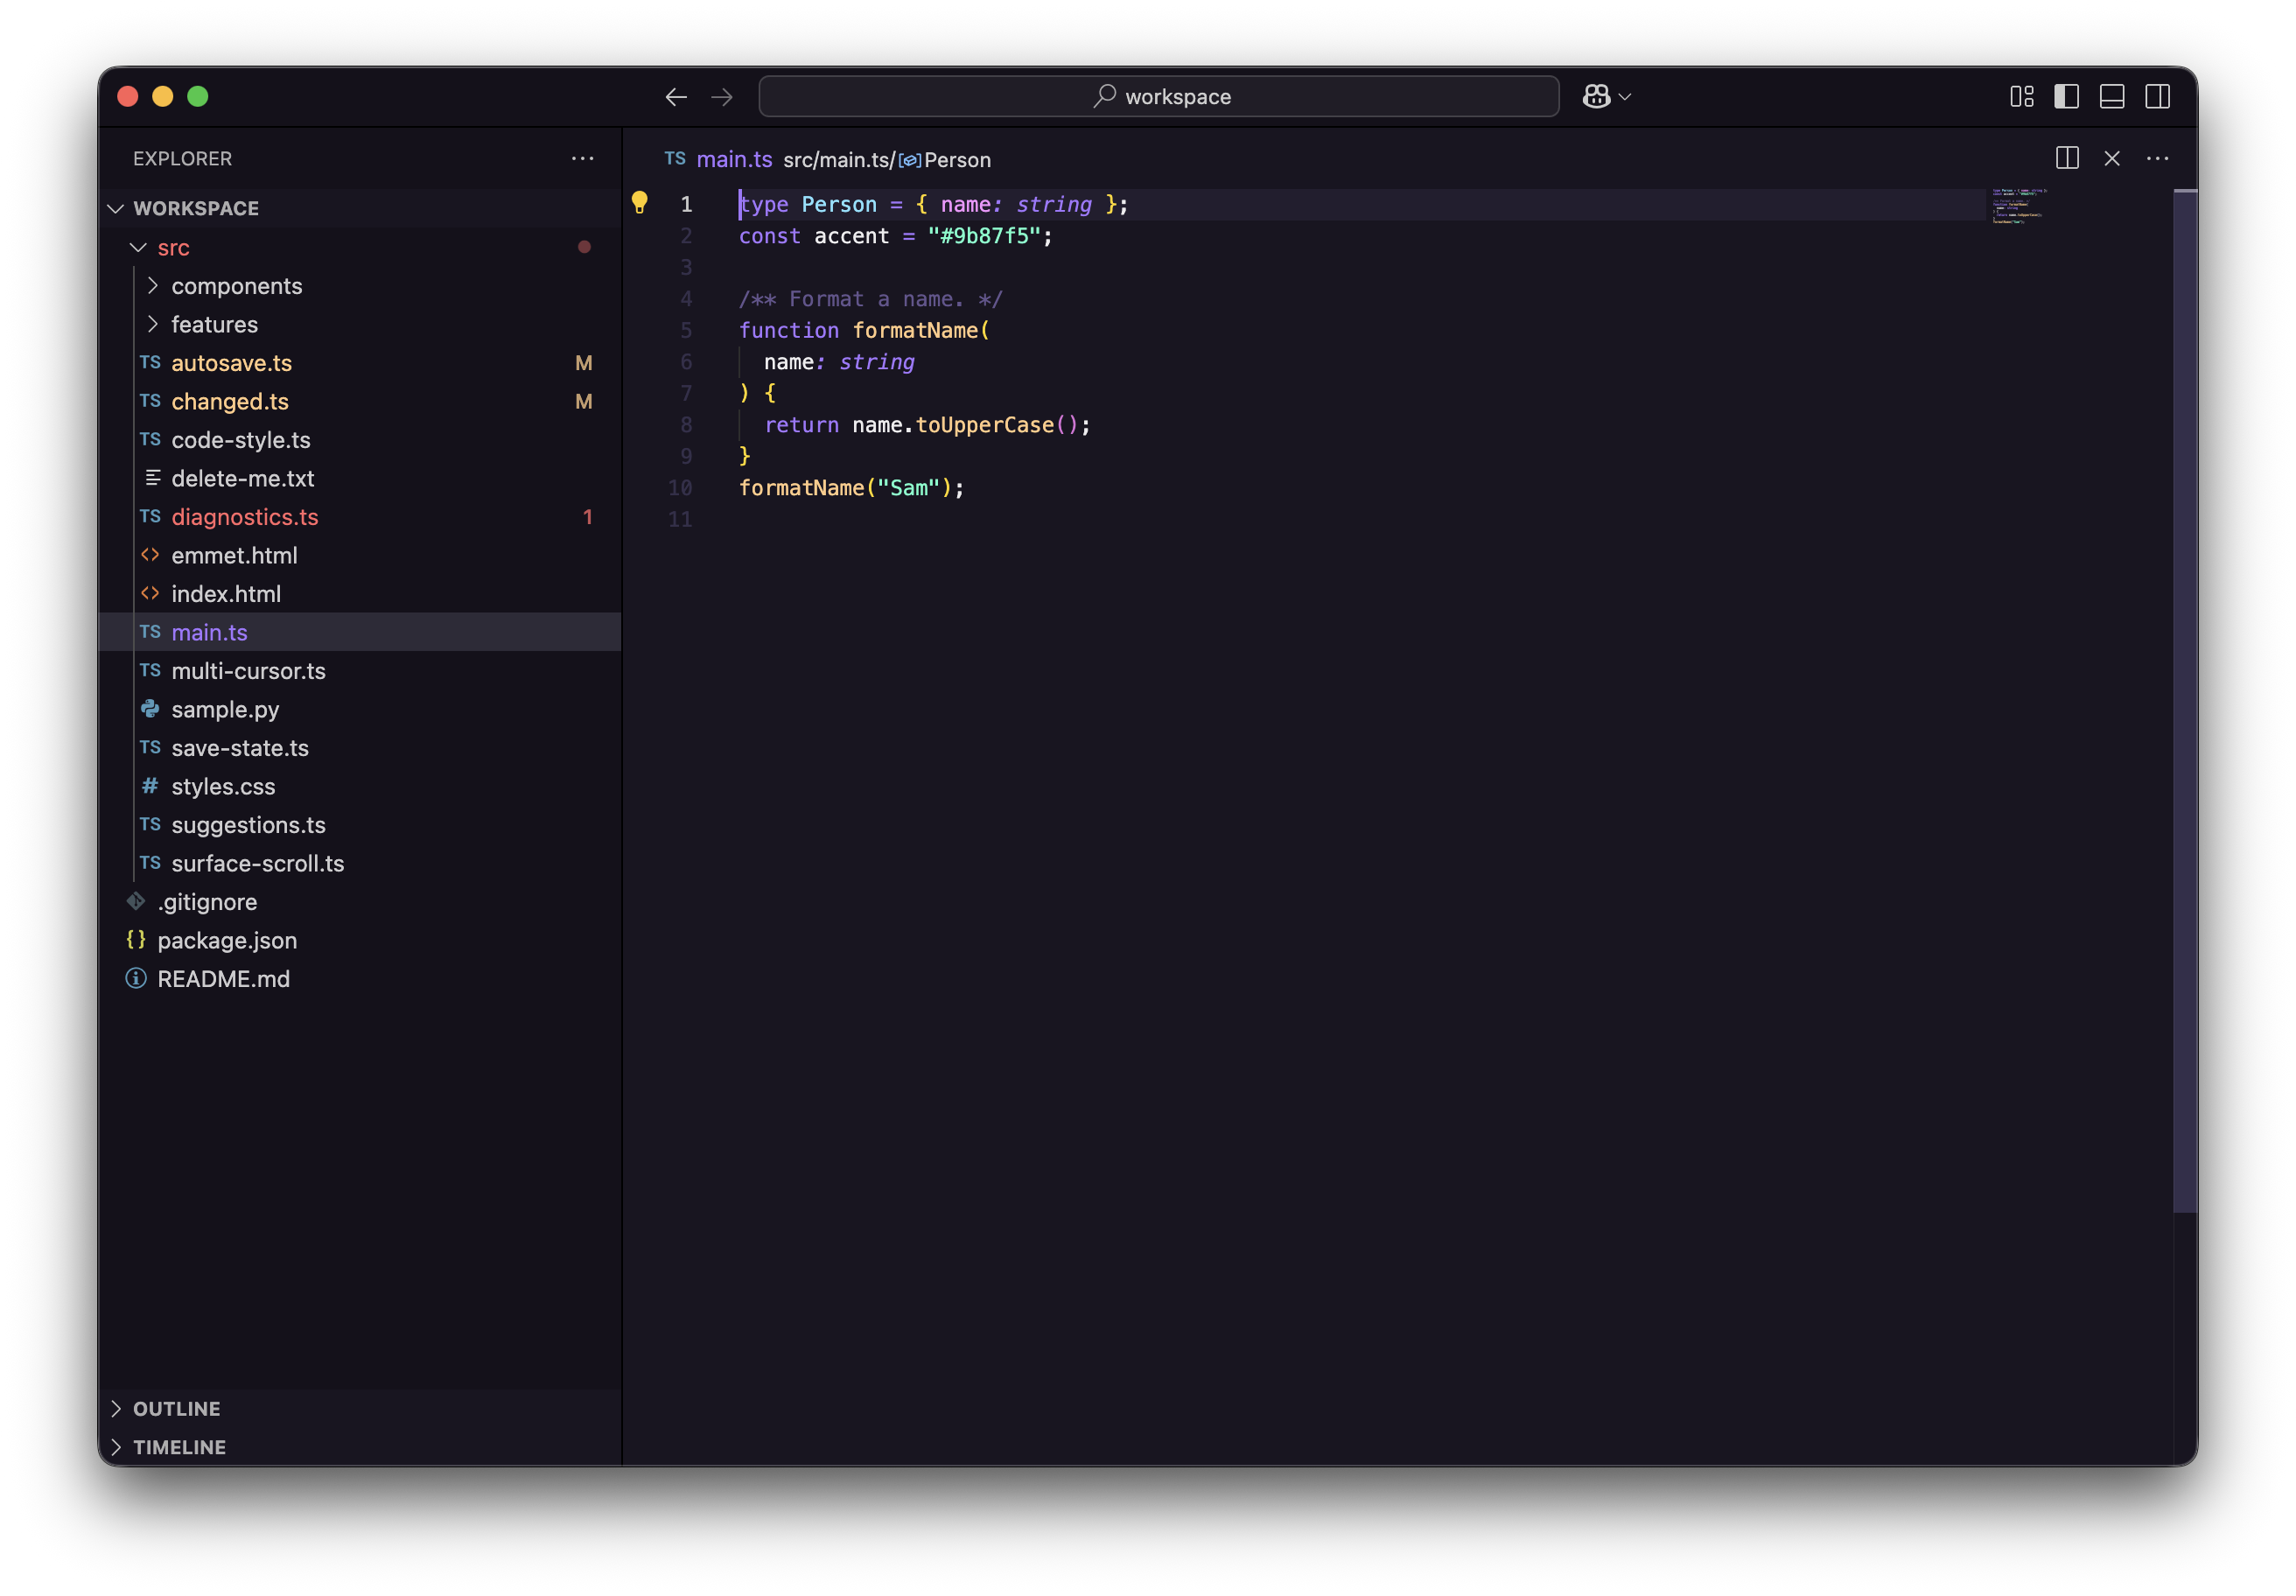 workspace
EXPLORER
WORKSPACE
src
components
features
TS autosave.ts M
TS changed.ts M
TS code-style.ts
delete-me.txt
TS diagnostics.ts 1
<> emmet.html
<> index.html
TS main.ts
TS multi-cursor.ts
sample.py
TS save-state.ts
# styles.css
TS suggestions.ts
TS surface-scroll.ts
.gitignore
{} package.json
README.md
OUTLINE
TIMELINE
TS main.ts src/main.ts/Person
1 type Person = { name: string };
2 const accent = "#9b87f5";
3
4 /** Format a name. */
5 function formatName(
6   name: string
7 ) {
8   return name.toUpperCase();
9 }
10 formatName("Sam");
11